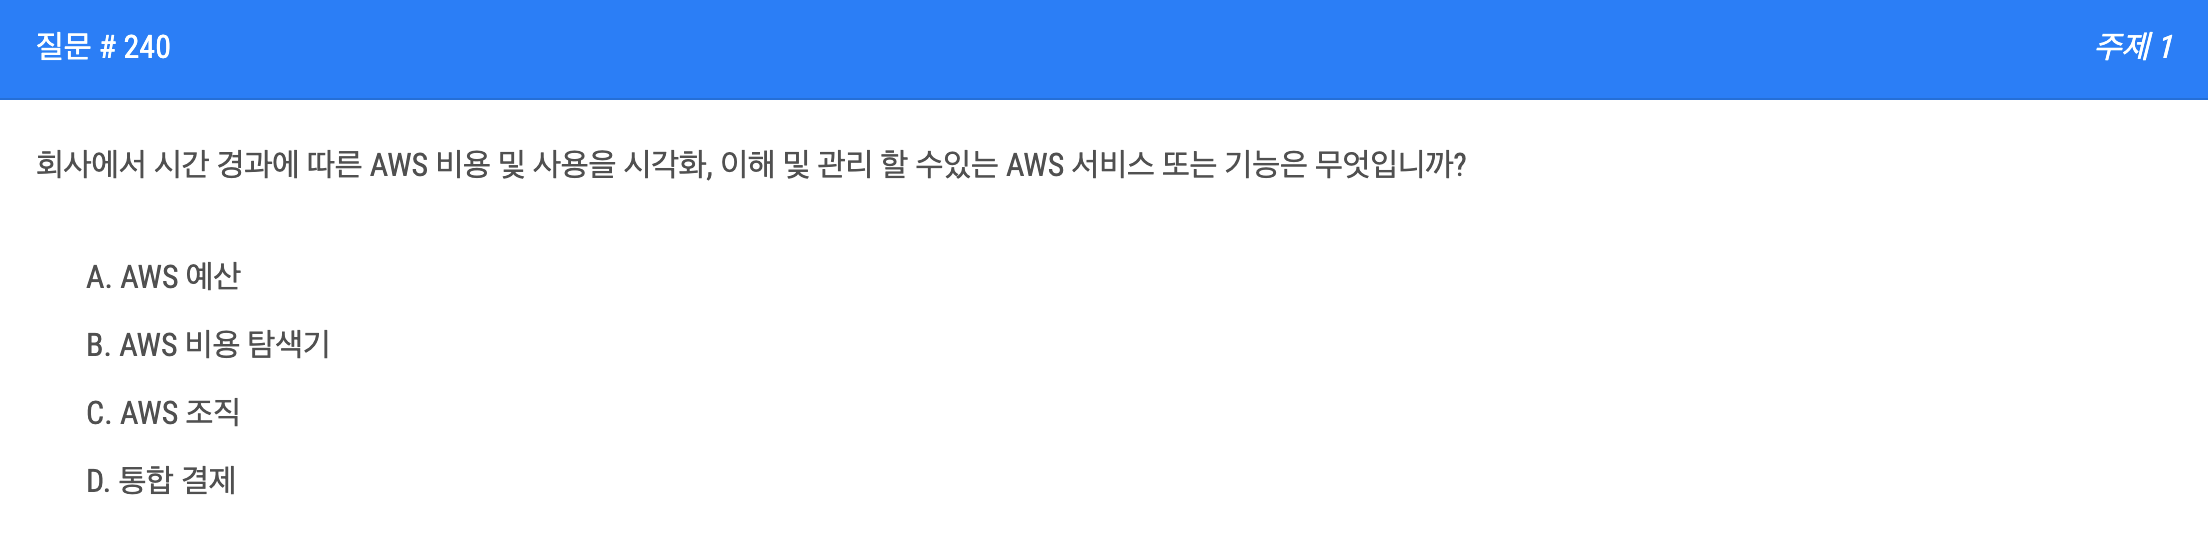 질문 # 240
주제 1
회사에서 시간 경과에 따른 AWS 비용 및 사용을 시각화, 이해 및 관리 할 수있는 AWS 서비스 또는 기능은 무엇입니까?
A. AWS 예산
B. AWS 비용 탐색기
C. AWS 조직
D. 통합 결제